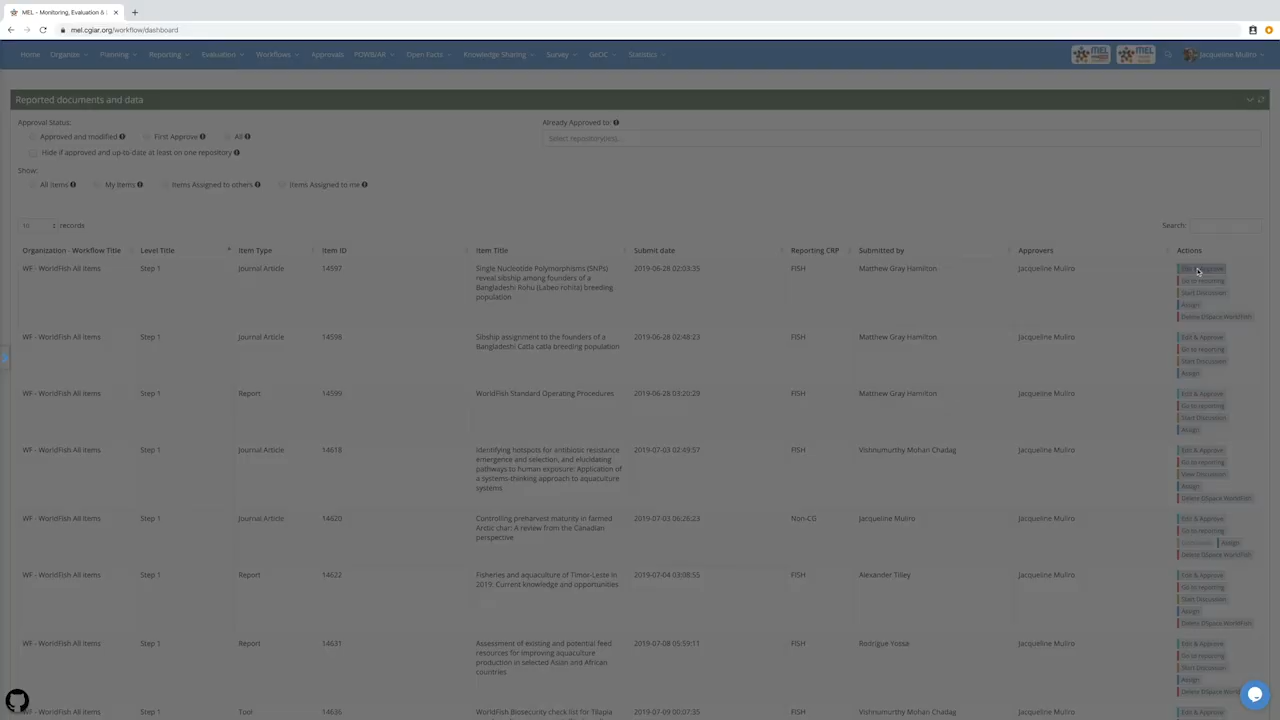 MEL - Monitoring, Evaluation &
mel.cgiar.org/workflow/dashboard
Home Organise Planning Reporting Evaluation Workflows Approvals POWB/AR Open Facts Knowledge Sharing Survey GeOC Statistics MEL MEL Jacqueline Muliro
Reported documents and data
Approval Status: Already Approved to:
Approved and modified First Approve All Select repository(ies)...
Hide if approved and up-to-date at least on one repository
Show:
All Items My Items Items Assigned to others Items Assigned to me
10 records Search:
Organization - Workflow Title Level Title Item Type Item ID Item Title Submit date Reporting CRP Submitted by Approvers Actions
WF - WorldFish All Items Step 1 Journal Article 14597 Single Nucleotide Polymorphisms (SNPs) 2019-06-28 02:03:35 FISH Matthew Gray Hamilton Jacqueline Muliro
reveal sibship among founders of a Go to reporting
Bangladeshi Rohu (Labeo rohita) breeding Start Discussion
population Assign
Delete DSpace WorldFish
WF - WorldFish All Items Step 1 Journal Article 14598 Sibship assignment to the founders of a 2019-06-28 02:48:23 FISH Matthew Gray Hamilton Jacqueline Muliro Edit & Approve
Bangladeshi Catla catla breeding population Go to reporting
Start Discussion
Assign
WF - WorldFish All Items Step 1 Report 14599 WorldFish Standard Operating Procedures 2019-06-28 03:20:29 FISH Matthew Gray Hamilton Jacqueline Muliro Edit & Approve
Go to reporting
Start Discussion
Assign
WF - WorldFish All Items Step 1 Journal Article 14618 Identifying hotspots for antibiotic resistance 2019-07-03 02:49:57 FISH Vishnumurthy Mohan Chadag Jacqueline Muliro Edit & Approve
emergence and selection, and elucidating Go to reporting
pathways to human exposure: Application of View Discussion
a systems-thinking approach to aquaculture Assign
systems Delete DSpace WorldFish
WF - WorldFish All Items Step 1 Journal Article 14620 Controlling premarvest maturity in farmed 2019-07-03 06:26:23 Non-CG Jacqueline Muliro Jacqueline Muliro Edit & Approve
Arctic char: A review from the Canadian Go to reporting
perspective Assign
Delete DSpace WorldFish
WF - WorldFish All Items Step 1 Report 14622 Fisheries and aquaculture of Timor-Leste in 2019-07-04 03:08:55 FISH Alexander Tilley Jacqueline Muliro Edit & Approve
2019: Current knowledge and opportunities Go to reporting
Start Discussion
Assign
Delete DSpace WorldFish
WF - WorldFish All Items Step 1 Report 14631 Assessment of existing and potential feed 2019-07-08 05:59:11 FISH Rodrigue Yossa Jacqueline Muliro Edit & Approve
resources for improving aquaculture Go to reporting
production in selected Asian and African Start Discussion
countries Assign
Delete DSpace
WF - WorldFish All Items Step 1 Tool 14636 WorldFish Biosecurity check list for Tilapia 2019-07-09 00:07:35 FISH Vishnumurthy Mohan Chadag Jacqueline Muliro Edit & Approve